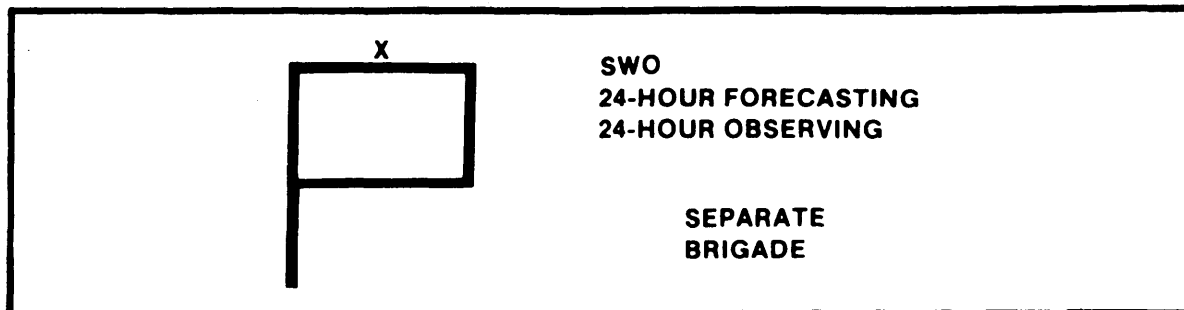 X
SWO
24-HOUR FORECASTING
24-HOUR OBSERVING
SEPARATE
BRIGADE